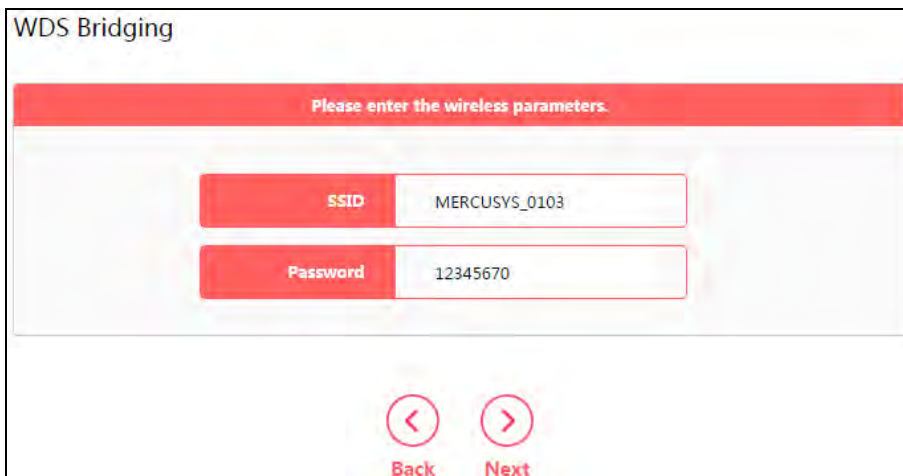 WDS Bridging
Please enter the wireless parameters.
SSID MERCUSYS_0103
Password 12345670
Back Next